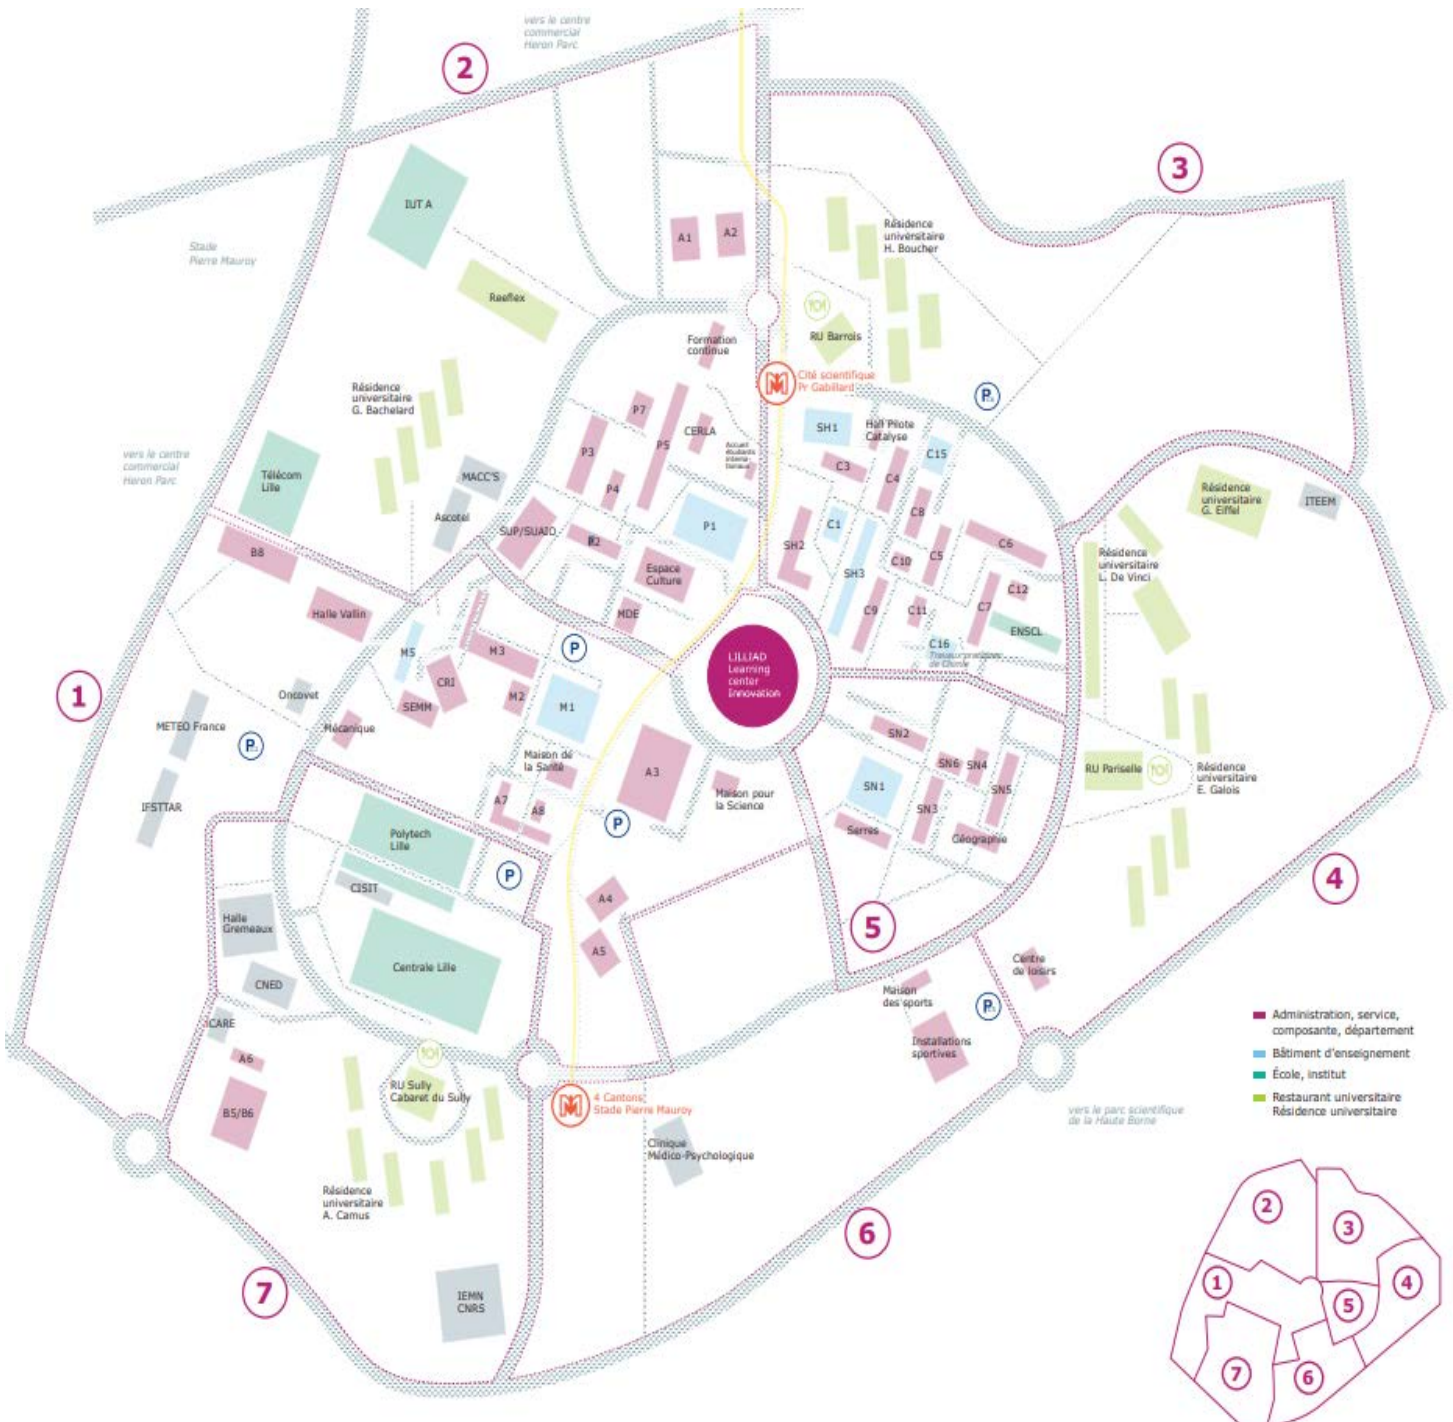 vers le centre
commercial
Heron Parc
2
3
IUT A
Stade
Pierre Mauroy
A1
A2
Résidence
universitaire
H. Boucher
Reeflex
RU Barrois
Formation
continue
Cité scientifique
Pr Gabillard
P
Résidence
universitaire
G. Bachelard
P7
P5
CERLA
P3
P4
SH1
Hall Pilote
Catalyse
C15
C3
C4
vers le centre
commercial
Heron Parc
Télécom
Lille
MACC'S
Ascotel
SUP/SUAIO
P2
P1
Espace
Culture
MDE
SH2
C1
SH3
C8
C5
C10
C6
C9
C11
C7
C12
ENSCL
C16
Travaux pratiques
de Chimie
Résidence
universitaire
G. Eiffel
ITEEM
Résidence
universitaire
L. De Vinci
B8
Halle Vallin
M5
M3
CRI
SEMM
M2
M1
P
LILLIAD
Learning
center
Innovation
1
METEO France
Oncovet
P
Mécanique
IFSTTAR
Maison de
la Santé
A7
A8
A3
Maison pour
la Science
P
P
SN2
SN6
SN4
SN1
SN3
SN5
Serres
Géographie
RU Pariselle
Résidence
universitaire
E. Galois
4
Polytech
Lille
CISIT
Halle
Gremeaux
Centrale Lille
CNED
ICARE
A6
B5/B6
A4
A5
5
Maison
des sports
Centre
de loisirs
P
Installations
sportives
RU Sully
Cabaret du Sully
4 Cantons
Stade Pierre Mauroy
Clinique
Médico-Psychologique
Résidence
universitaire
A. Camus
IEMN
CNRS
7
6
vers le parc scientifique
de la Haute Borne
Administration, service,
composante, département
Bâtiment d'enseignement
École, institut
Restaurant universitaire
Résidence universitaire
2
3
1
4
5
7
6